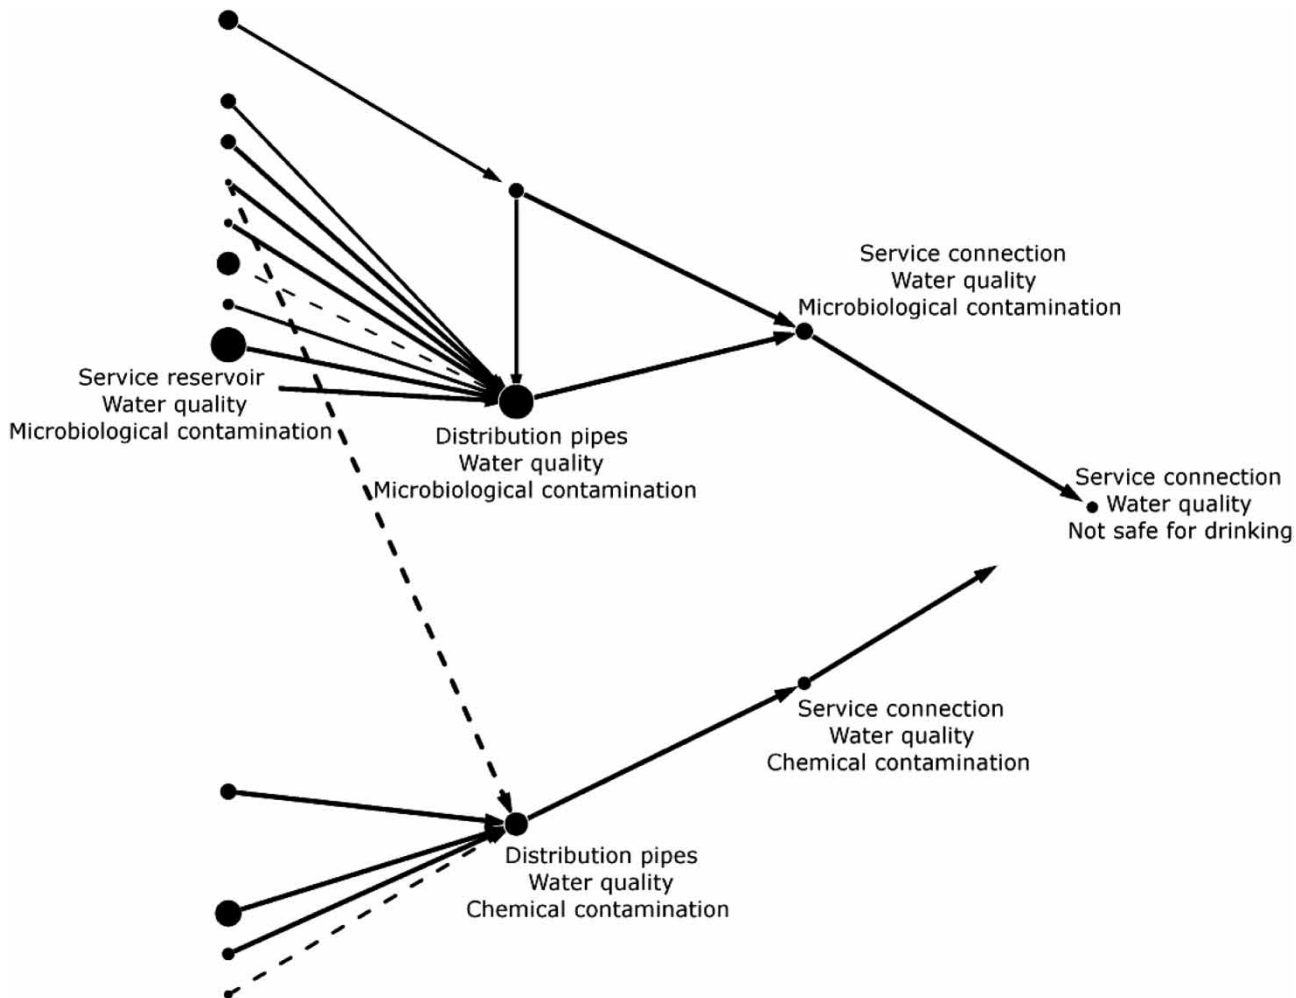 Service connection
Water quality
Microbiological contamination
Service reservoir
Water quality
Microbiological contamination
Distribution pipes
Water quality
Microbiological contamination
Service connection
Water quality
Not safe for drinking
Service connection
Water quality
Chemical contamination
Distribution pipes
Water quality
Chemical contamination